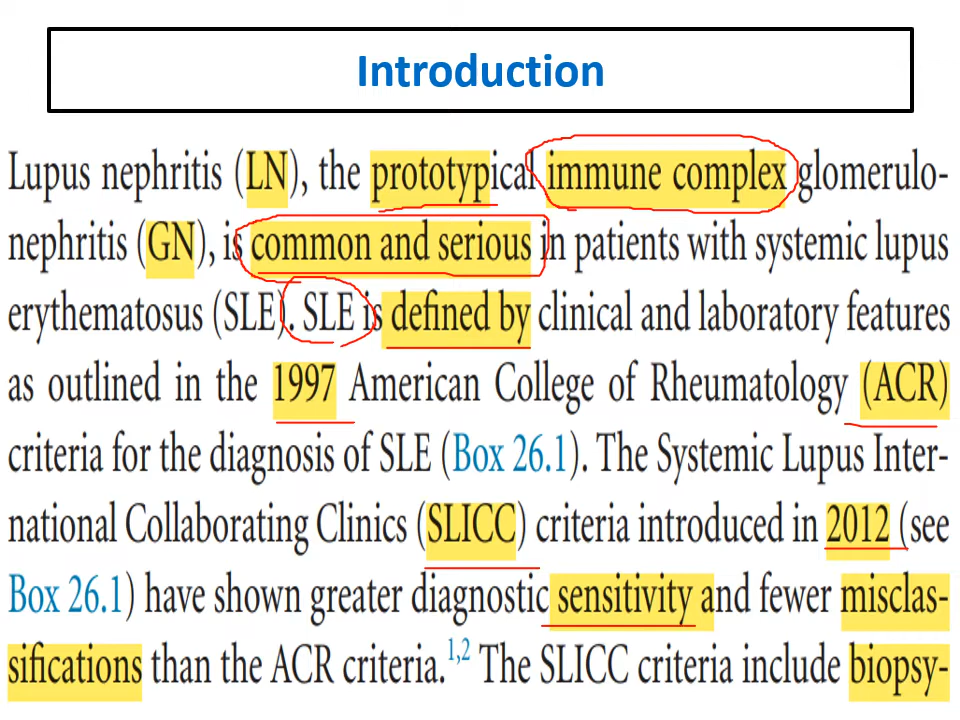 Introduction
Lupus nephritis (LN), the prototypical immune complex glomerulo-
nephritis (GN), is common and serious in patients with systemic lupus
erythematosus (SLE). SLE is defined by clinical and laboratory features
as outlined in the 1997 American College of Rheumatology (ACR)
criteria for the diagnosis of SLE (Box 26.1). The Systemic Lupus Inter-
national Collaborating Clinics (SLICC) criteria introduced in 2012 (see
Box 26.1) have shown greater diagnostic sensitivity and fewer misclas-
sifications than the ACR criteria.1,2 The SLICC criteria include biopsy-